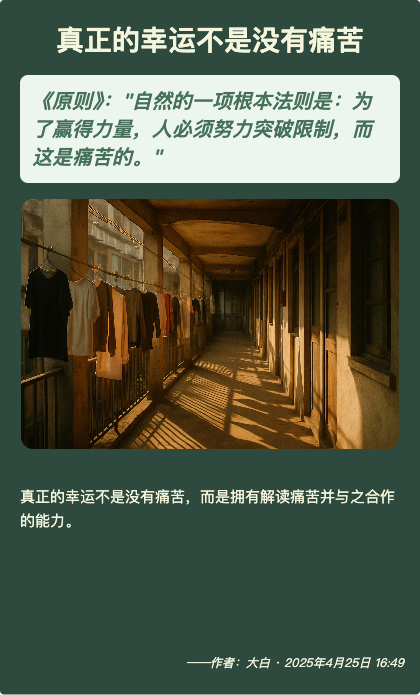 真正的幸运不是没有痛苦
《原则》："自然的一项根本法则是：为
了赢得力量，人必须努力突破限制，而
这是痛苦的。"
真正的幸运不是没有痛苦，而是拥有解读痛苦并与之合作
的能力。
——作者：大白 · 2025年4月25日 16:49